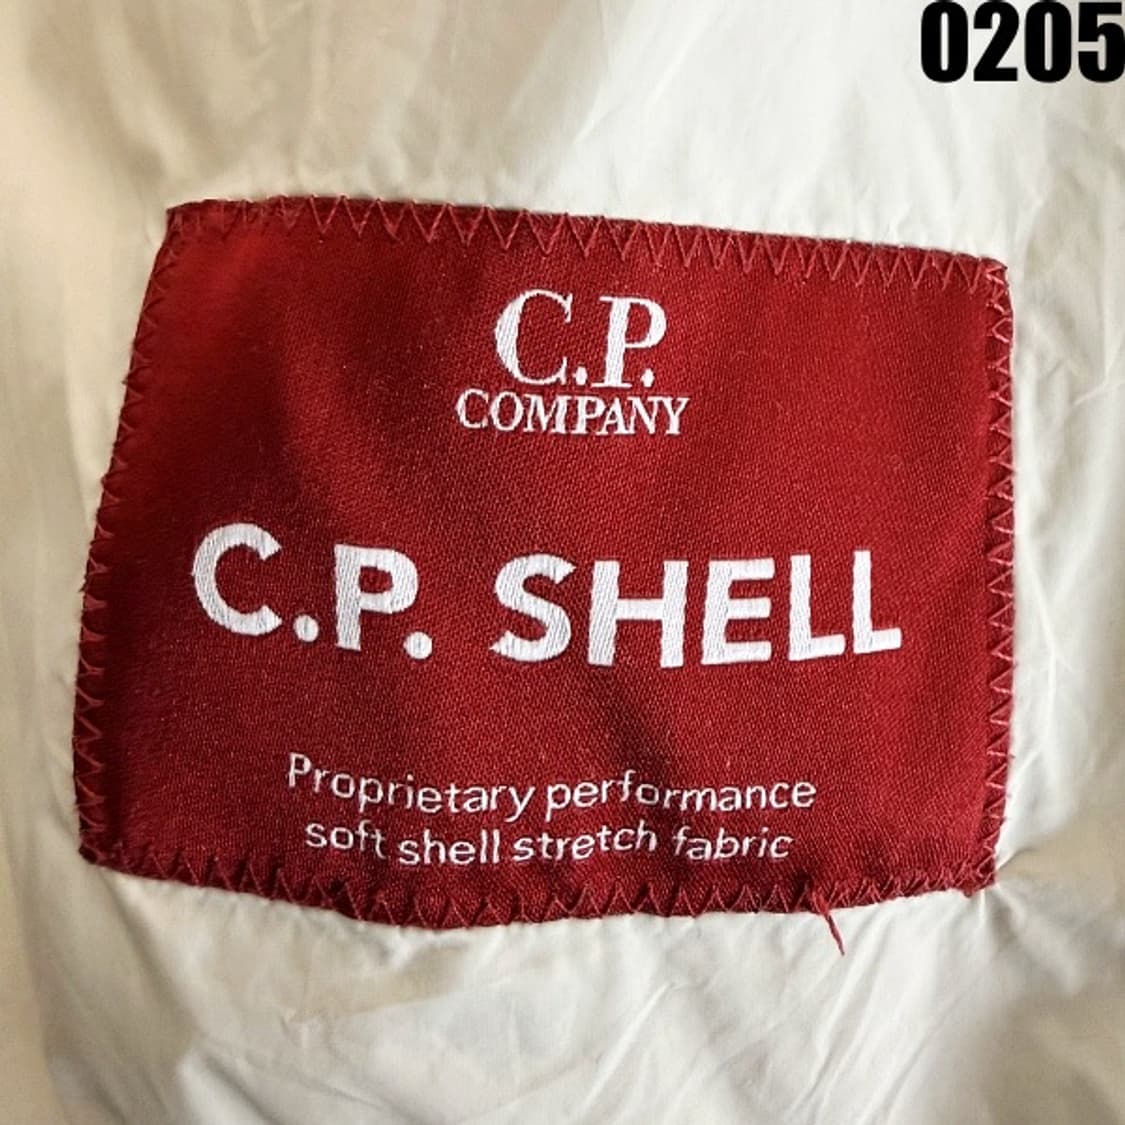 0205
C.P.
COMPANY
C.P. SHELL
Proprietary performance
soft shell stretch fabric